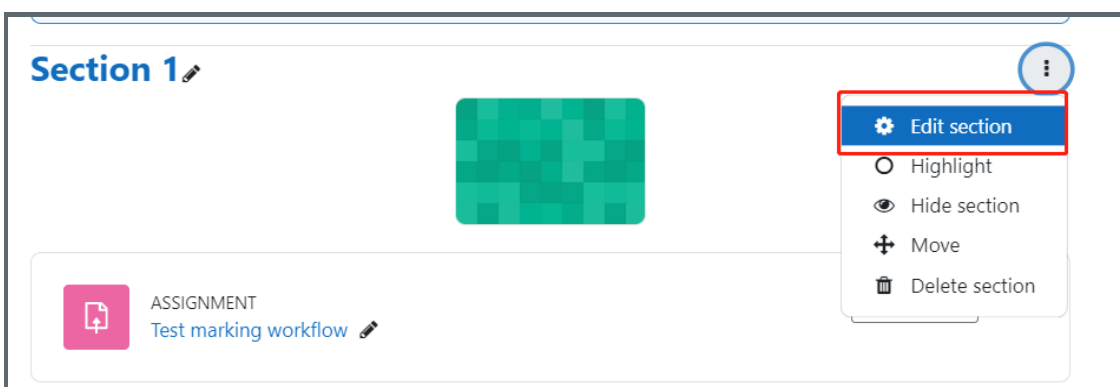 Section 1
Edit section
Highlight
Hide section
Move
Delete section
ASSIGNMENT
Test marking workflow